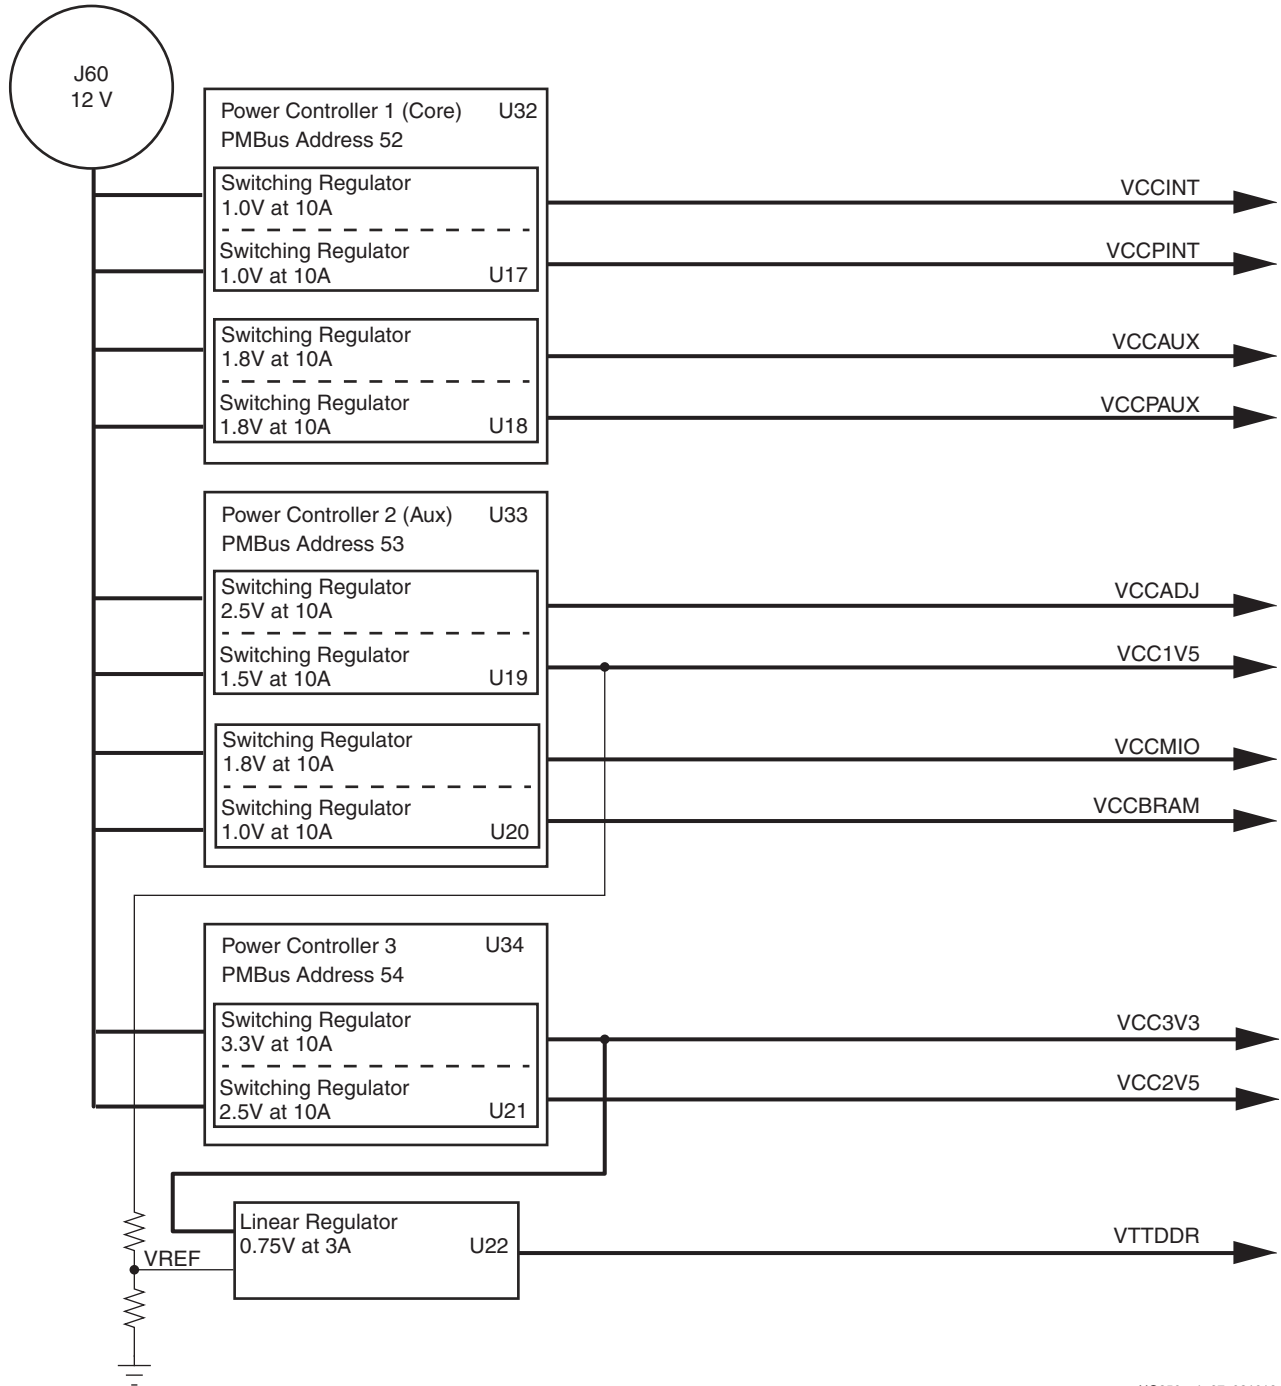 J60
12 V
Power Controller 1 (Core) U32
PMBus Address 52
Switching Regulator
1.0V at 10A
VCCINT
Switching Regulator
1.0V at 10A U17
VCCPINT
Switching Regulator
1.8V at 10A
VCCAUX
Switching Regulator
1.8V at 10A U18
VCCPAUX
Power Controller 2 (Aux) U33
PMBus Address 53
Switching Regulator
2.5V at 10A
VCCADJ
Switching Regulator
1.5V at 10A U19
VCC1V5
Switching Regulator
1.8V at 10A
VCCMIO
Switching Regulator
1.0V at 10A U20
VCCBRAM
Power Controller 3 U34
PMBus Address 54
Switching Regulator
3.3V at 10A
VCC3V3
Switching Regulator
2.5V at 10A U21
VCC2V5
Linear Regulator
0.75V at 3A U22
VTTDDR
VREF